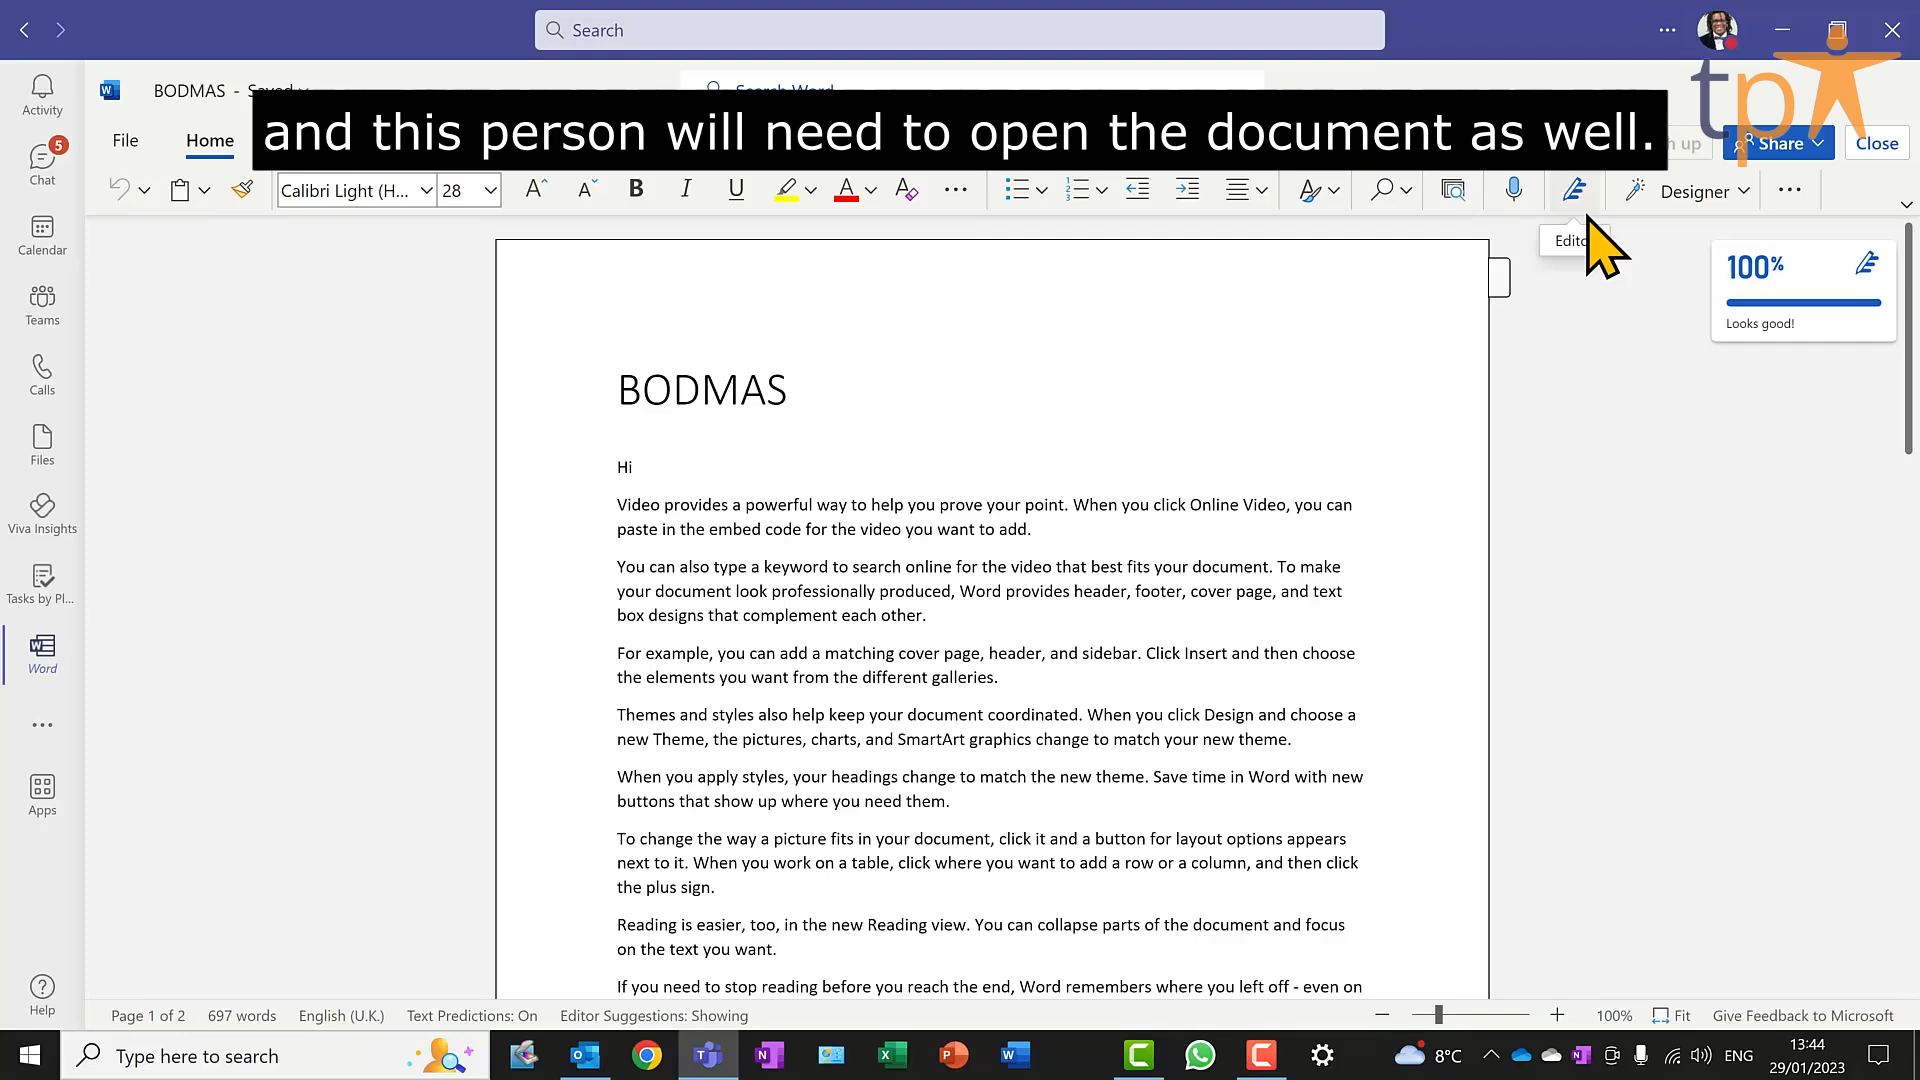 Search
tp
BODMAS - Saved
Search Word
and this person will need to open the document as well.
File
Home
Share
Close
Calibri Light (H...
28
B
I
U
A
Designer
Editor
100%
Looks good!
Activity
5
Chat
Calendar
Teams
Calls
Files
Viva Insights
Tasks by Pl...
Word
Apps
Help
BODMAS
Hi
Video provides a powerful way to help you prove your point. When you click Online Video, you can
paste in the embed code for the video you want to add.
You can also type a keyword to search online for the video that best fits your document. To make
your document look professionally produced, Word provides header, footer, cover page, and text
box designs that complement each other.
For example, you can add a matching cover page, header, and sidebar. Click Insert and then choose
the elements you want from the different galleries.
Themes and styles also help keep your document coordinated. When you click Design and choose a
new Theme, the pictures, charts, and SmartArt graphics change to match your new theme.
When you apply styles, your headings change to match the new theme. Save time in Word with new
buttons that show up where you need them.
To change the way a picture fits in your document, click it and a button for layout options appears
next to it. When you work on a table, click where you want to add a row or a column, and then click
the plus sign.
Reading is easier, too, in the new Reading view. You can collapse parts of the document and focus
on the text you want.
If you need to stop reading before you reach the end, Word remembers where you left off - even on
Page 1 of 2
697 words
English (U.K.)
Text Predictions: On
Editor Suggestions: Showing
100%
Fit
Give Feedback to Microsoft
Type here to search
8°C
ENG
13:44
29/01/2023